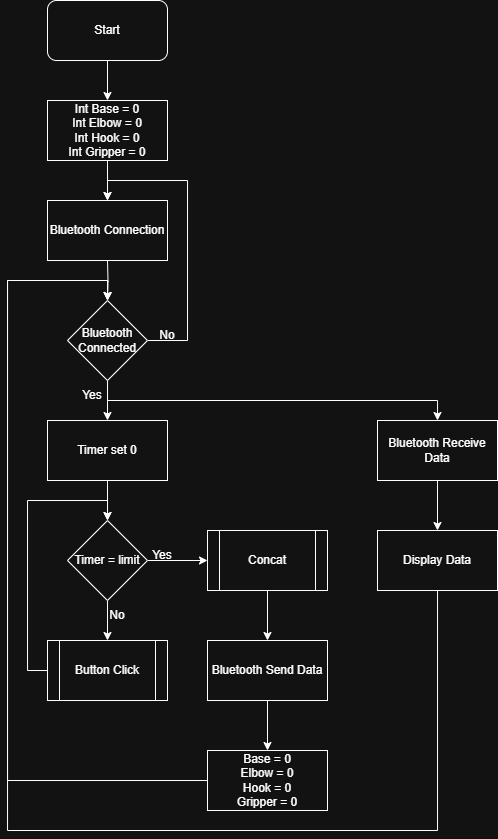 Start
Int Base = 0
Int Elbow = 0
Int Hook = 0
Int Gripper = 0
Bluetooth Connection
Bluetooth
Connected
No
Yes
Timer set 0
Bluetooth Receive
Data
Timer = limit
Yes
Concat
Display Data
No
Button Click
Bluetooth Send Data
Base = 0
Elbow = 0
Hook = 0
Gripper = 0